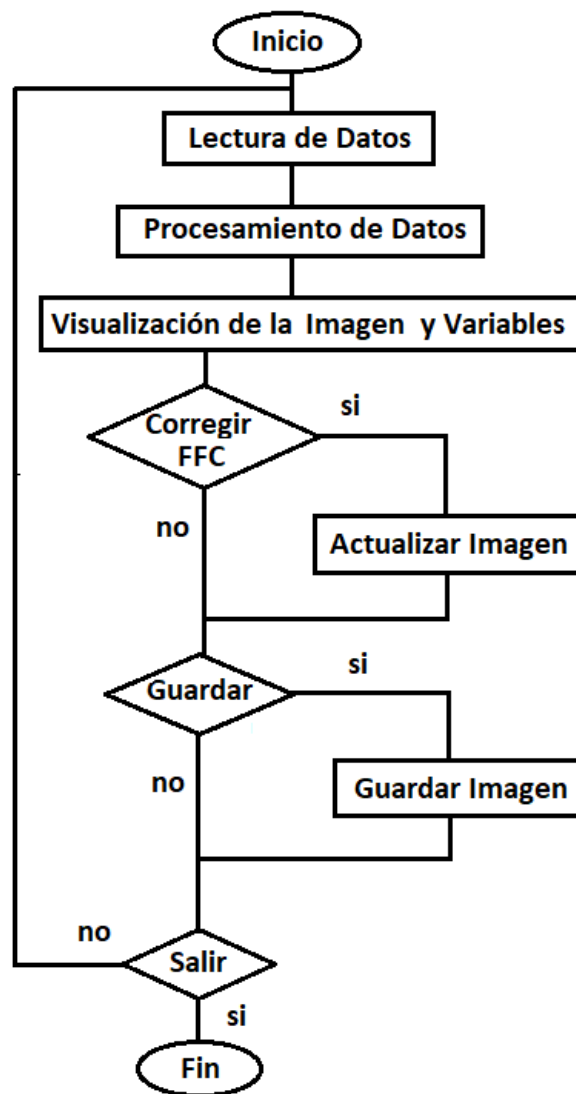 Inicio
Lectura de Datos
Procesamiento de Datos
Visualización de la Imagen y Variables
si
Corregir
FFC
no
Actualizar Imagen
si
Guardar
no
Guardar Imagen
no
Salir
si
Fin